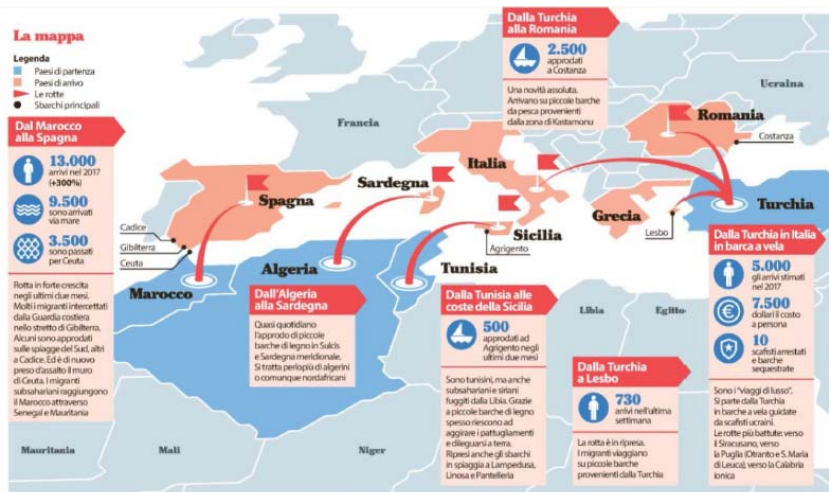 La mappa
Legenda
Paesi di partenza
Paesi di arrivo
Le rotte
Sbarchi principali
Dal Marocco
alla Spagna
13.000
arrivi nel 2017
(+300%)
9.500
sono arrivati
via mare
3.500
sono passati
per Ceuta
Rotta in forte crescita
negli ultimi due mesi.
Molti i migranti intercettati
dalla Guardia costiera
nello stretto di Gibilterra.
Alcuni sono approdati
sulle spiagge del Sud, altri
a Cadice. Ed è di nuovo
preso d'assalto il muro
di Ceuta. I migranti
subsahariani raggiungono
il Marocco attraverso
Senegal e Mauritania
Dalla Turchia
alla Romania
2.500
approdati
a Costanza
Una novità assoluta.
Arrivano su piccole barche
da pesca provenienti
dalla zona di Kastamonu
Francia
Ucraina
Romania
Costanza
Italia
Sardegna
Spagna
Cadice
Gibilterra
Ceuta
Grecia
Lesbo
Turchia
Sicilia
Agrigento
Algeria
Tunisia
Marocco
Dall'Algeria
alla Sardegna
Quasi quotidiano
l'approdo di piccole
barche di legno in Sulcis
e Sardegna meridionale.
Si tratta perlopiù di algerini
o comunque nordafricani
Dalla Tunisia alle
coste della Sicilia
500
approdati ad
Agrigento negli
ultimi due mesi
Sono tunisini, ma anche
subsahariani e siriani
fuggiti dalla Libia. Grazie
a piccole barche di legno
spesso riescono ad
aggirare i pattugliamenti
e dileguarsi a terra.
Ripresi anche gli sbarchi
in spiaggia a Lampedusa,
Linosa e Pantelleria
Libia
Egitto
Dalla Turchia
a Lesbo
730
arrivi nell'ultima
settimana
La rotta è in ripresa.
I migranti viaggiano
su piccole barche
provenienti dalla Turchia
Dalla Turchia in Italia
in barca a vela
5.000
gli arrivi stimati
nel 2017
7.500
dollari il costo
a persona
10
scafisti arrestati
e barche
sequestrate
Sono i "viaggi di lusso".
Si parte dalla Turchia
in barche a vela guidate
da scafisti ucraini.
Le rotte più battute: verso
il Siracusano, verso
la Puglia (Otranto e S. Maria
di Leuca), verso la Calabria
ionica
Mauritania
Mali
Niger